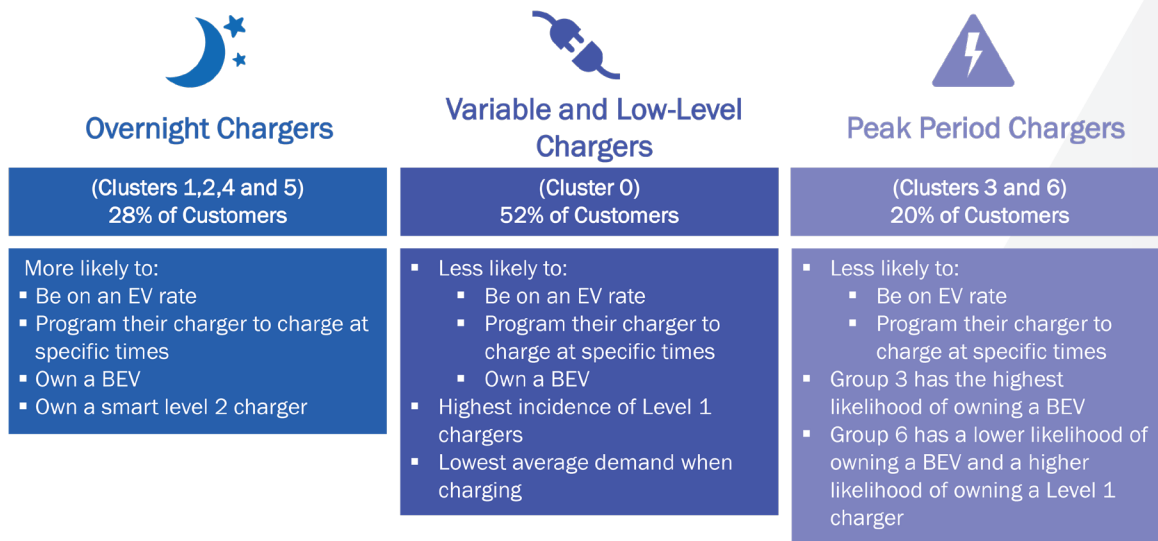 Overnight Chargers
(Clusters 1,2,4 and 5)
28% of Customers
More likely to:
▪ Be on an EV rate
▪ Program their charger to charge at
specific times
▪ Own a BEV
▪ Own a smart level 2 charger
Variable and Low-Level
Chargers
(Cluster 0)
52% of Customers
▪ Less likely to:
▪ Be on an EV rate
▪ Program their charger to
charge at specific times
▪ Own a BEV
▪ Highest incidence of Level 1
chargers
▪ Lowest average demand when
charging
Peak Period Chargers
(Clusters 3 and 6)
20% of Customers
▪ Less likely to:
▪ Be on EV rate
▪ Program their charger to
charge at specific times
▪ Group 3 has the highest
likelihood of owning a BEV
▪ Group 6 has a lower likelihood of
owning a BEV and a higher
likelihood of owning a Level 1
charger